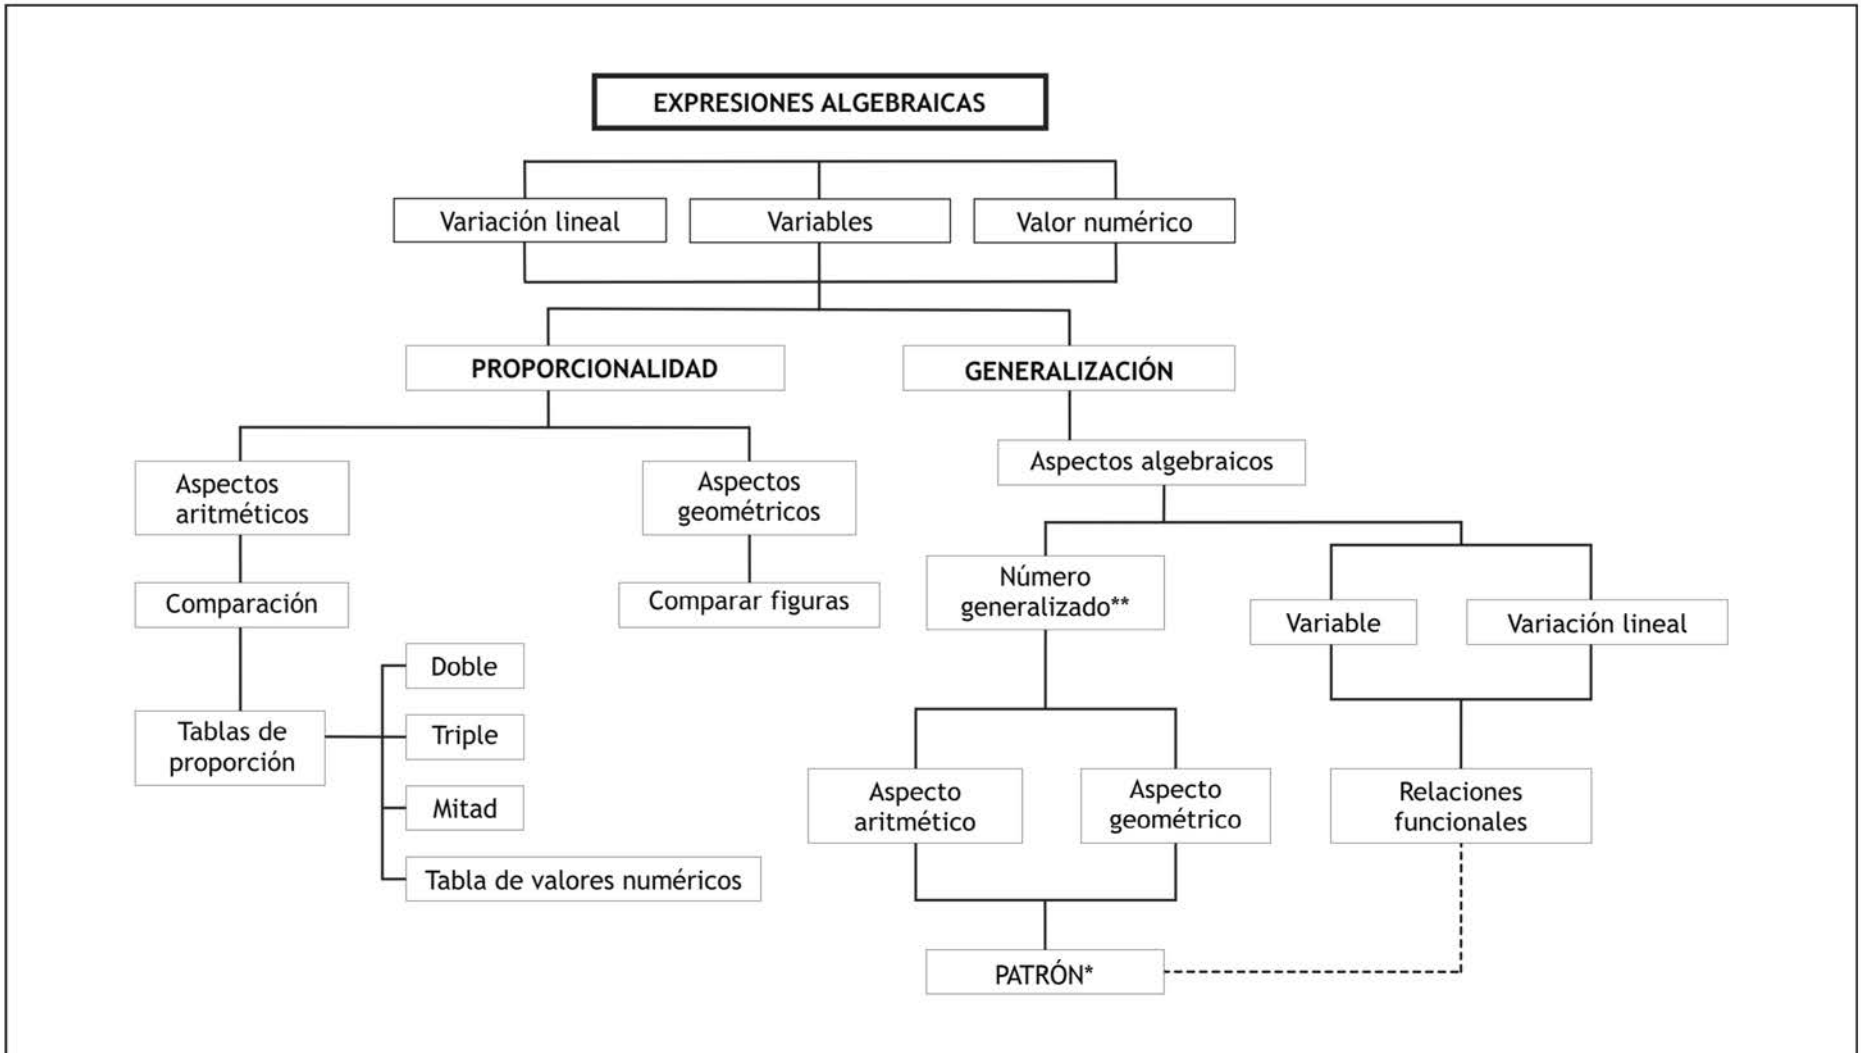 EXPRESIONES ALGEBRAICAS
Variación lineal
Variables
Valor numérico
PROPORCIONALIDAD
GENERALIZACIÓN
Aspectos
aritméticos
Aspectos
geométricos
Aspectos algebraicos
Comparación
Comparar figuras
Número
generalizado**
Variable
Variación lineal
Tablas de
proporción
Doble
Triple
Mitad
Tabla de valores numéricos
Aspecto
aritmético
Aspecto
geométrico
Relaciones
funcionales
PATRÓN*